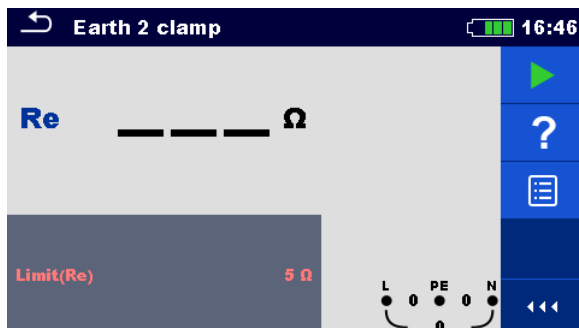 Earth 2 clamp 16:46
Re _ _ _ Ω
?
Limit(Re) 5 Ω
L PE N
0 0
0